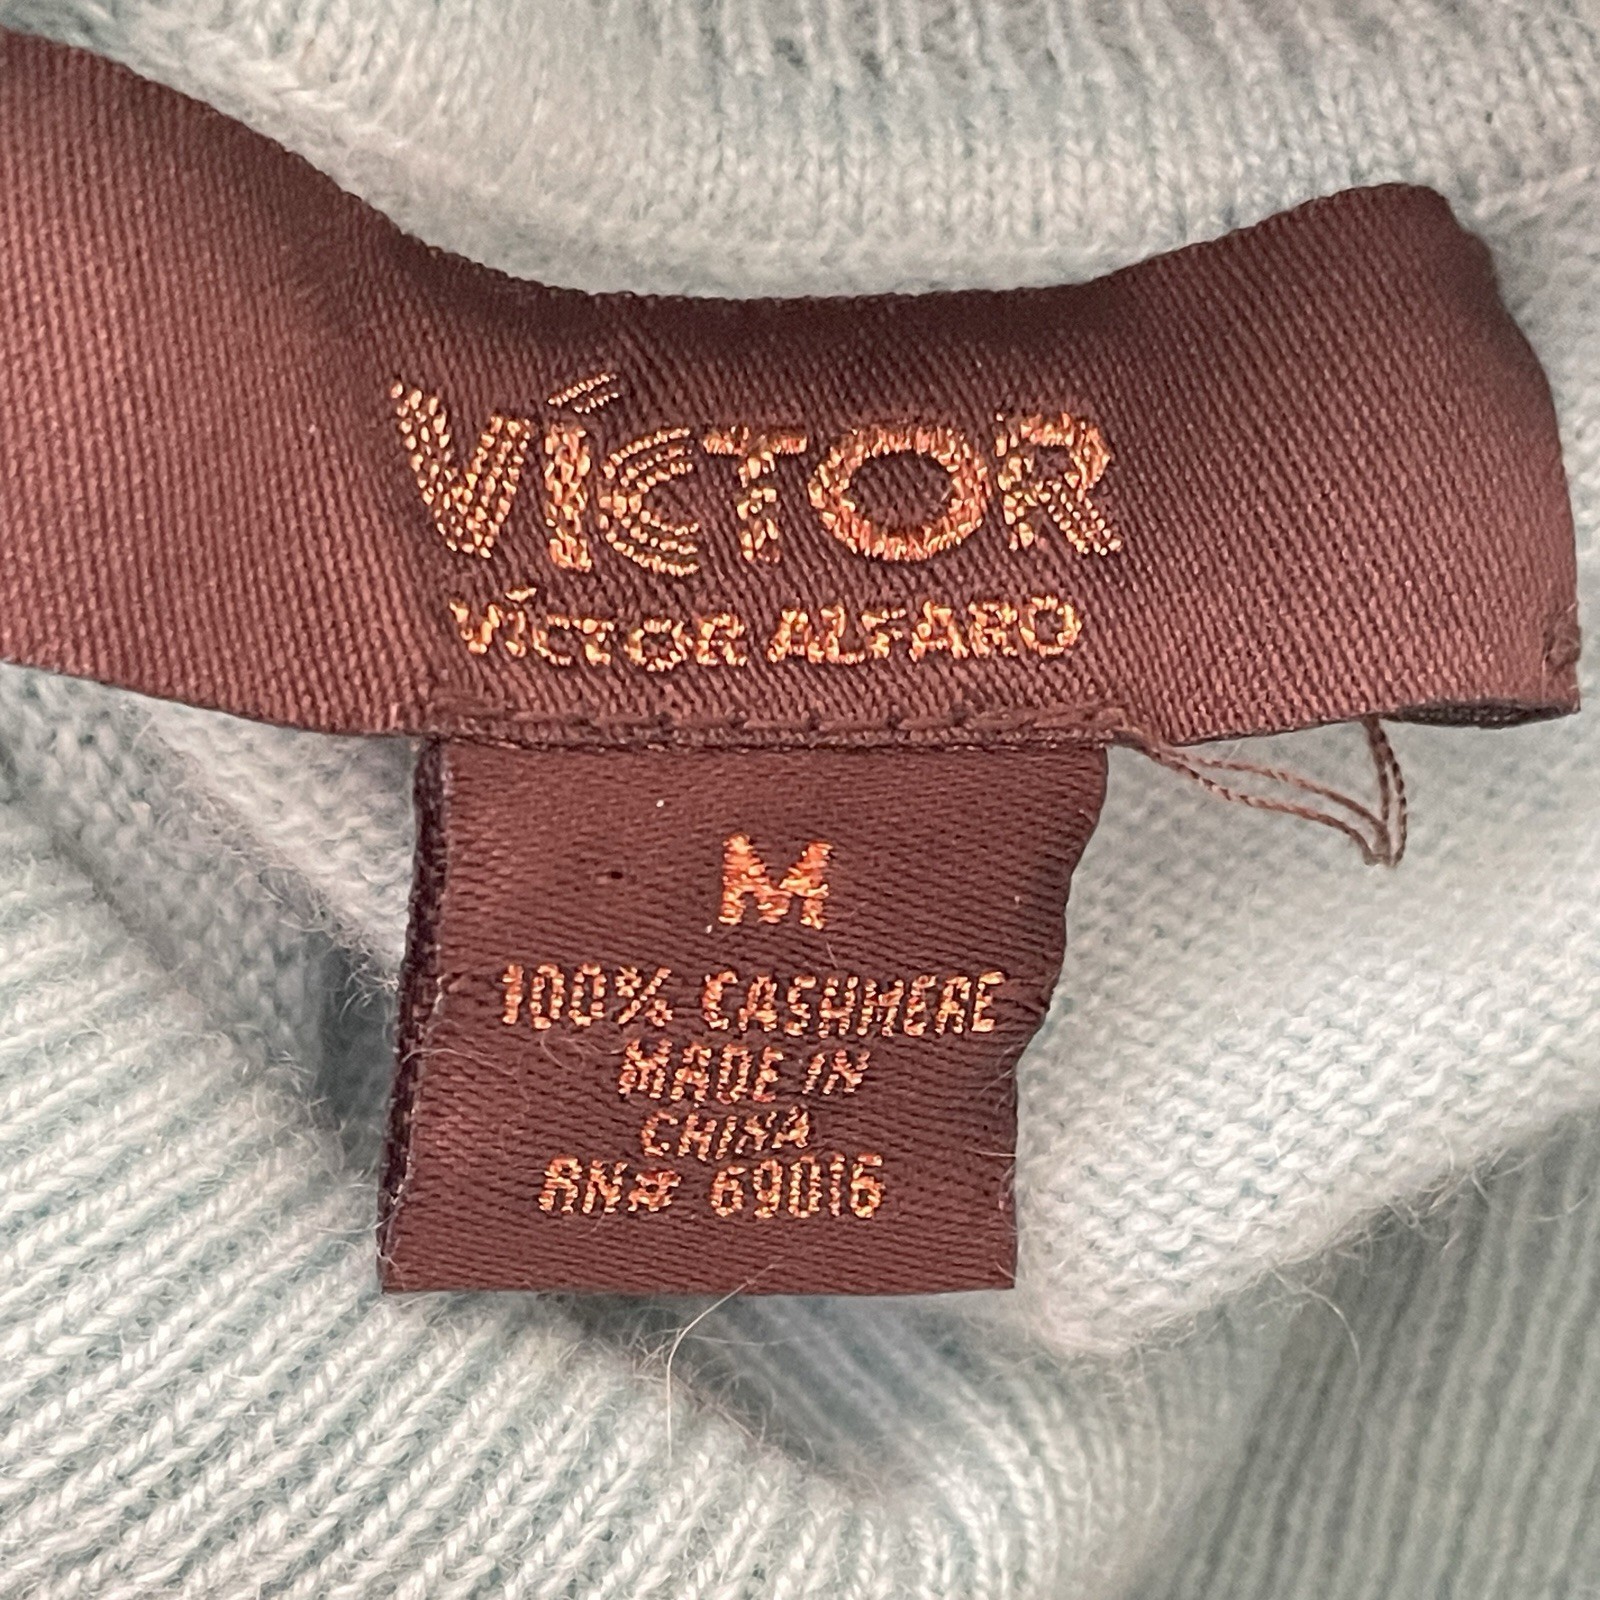 VÍCTOR
VÍCTOR ALFARO
M
100% CASHMERE
MADE IN
CHINA
RN# 69016